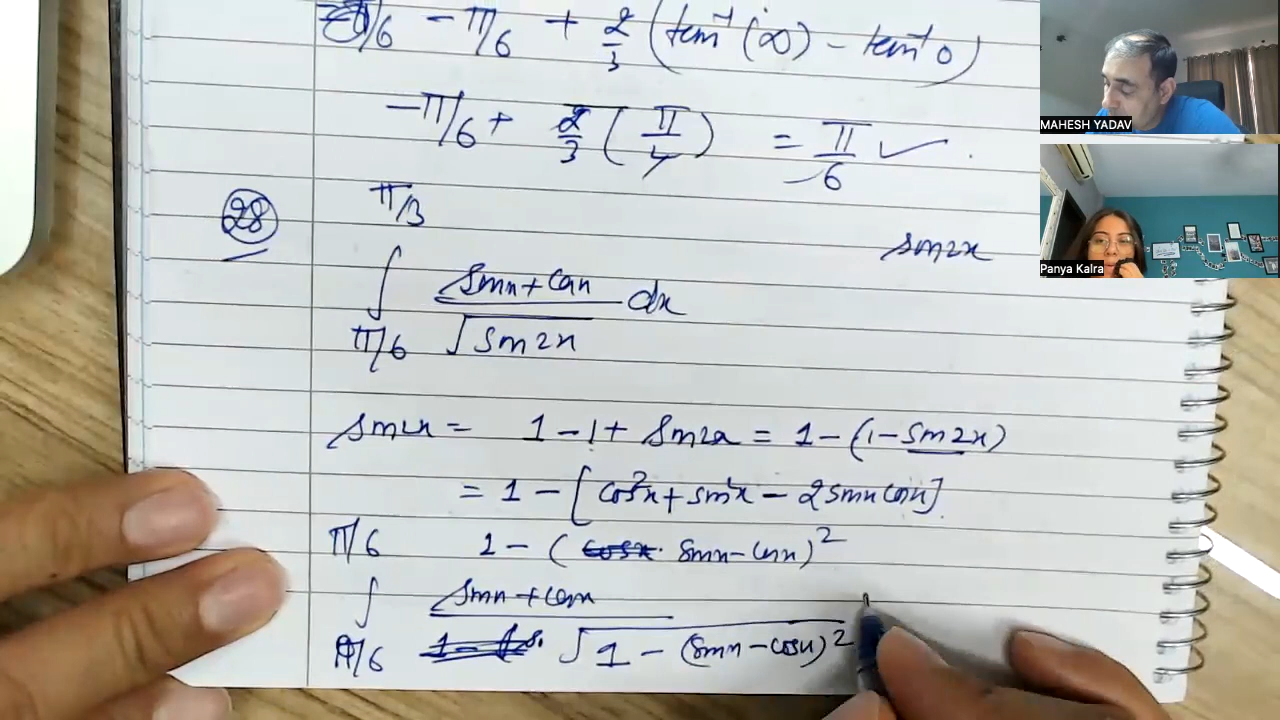 π/6 - π/6 + 2/3 (tan⁻¹(∞) - tan⁻¹0)
-π/6 + 2/3 (π/4) = π/6 ✓.
28
π/3
sin2x
∫ sinx+cosx / √sin2x dx
π/6
sin2x = 1-1+ sin2x = 1-(1-sin2x)
= 1 - [cos²x + sin²x - 2sinx cosx]
π/6 1 - (sinx-cosx)²
∫ sinx+cosx
π/6 √1 - (sinx-cosx)²
MAHESH YADAV
Panya Kalra